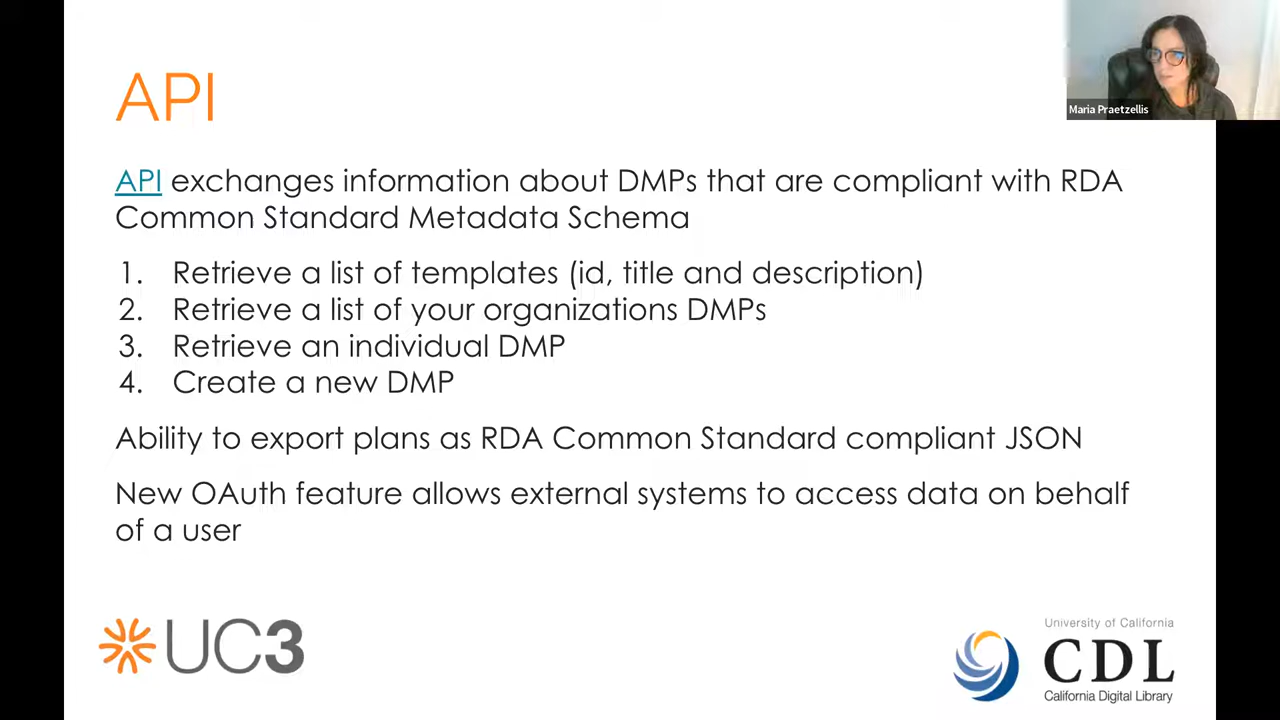 API
Maria Praetzellis
API exchanges information about DMPs that are compliant with RDA
Common Standard Metadata Schema
1. Retrieve a list of templates (id, title and description)
2. Retrieve a list of your organizations DMPs
3. Retrieve an individual DMP
4. Create a new DMP
Ability to export plans as RDA Common Standard compliant JSON
New OAuth feature allows external systems to access data on behalf
of a user
UC3
University of California
CDL
California Digital Library